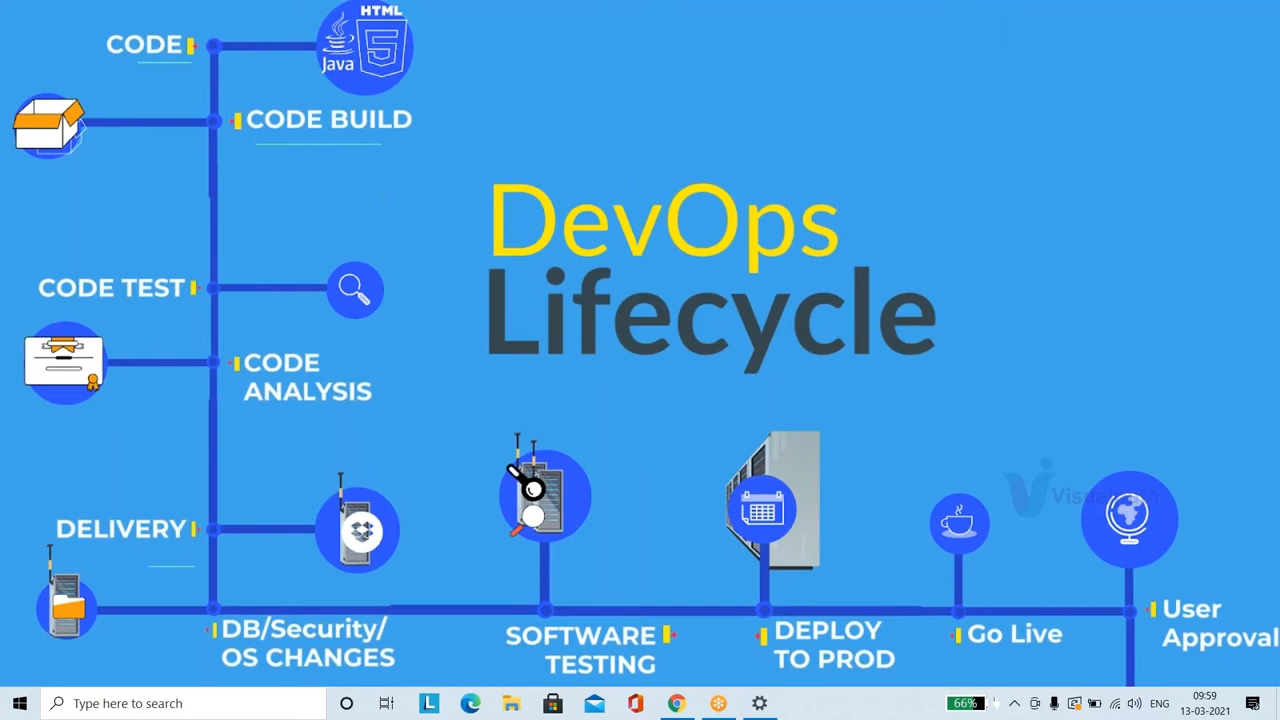 HTML
CODE
Java
CODE BUILD
DevOps
Lifecycle
CODE TEST
CODE
ANALYSIS
DELIVERY
DB/Security/
OS CHANGES
SOFTWARE
TESTING
DEPLOY
TO PROD
Go Live
User
Approval
Type here to search
L
66%
ENG
09:59
13-03-2021